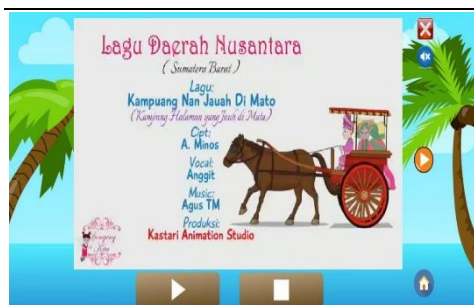 Lagu Daerah Nusantara
( Sumatera Barat )
Lagu:
Kampuang Nan Jauah Di Mato
(Kampung Halaman yang Jauh di Mata)
Cipt:
A. Minos
Vocal:
Anggit
Music:
Agus TM
Produksi:
Kastari Animation Studio